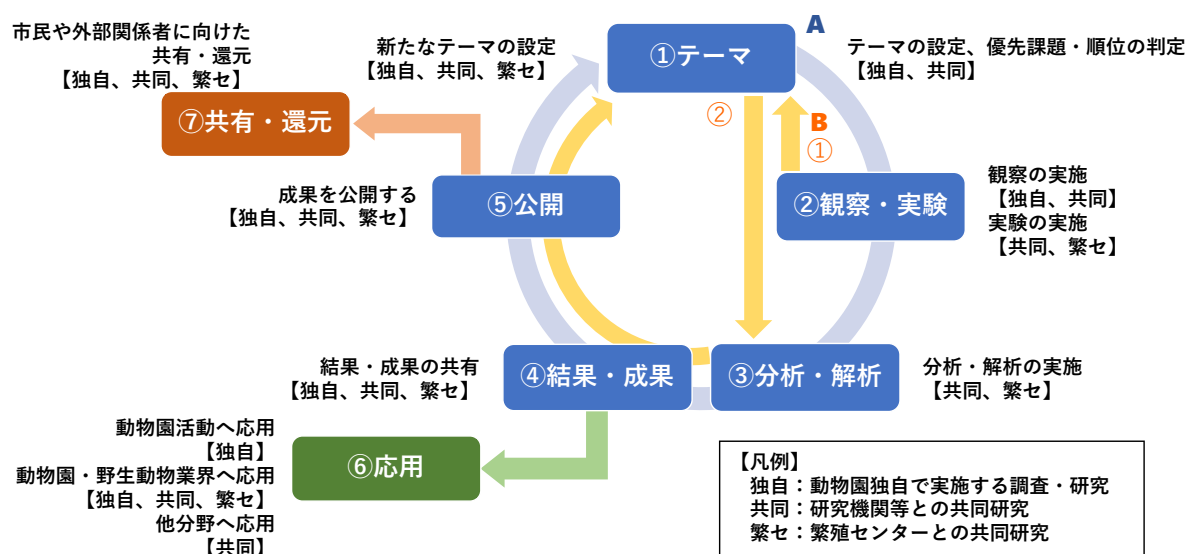 市民や外部関係者に向けた
共有・還元
【独自、共同、繁セ】
⑦共有・還元
新たなテーマの設定
【独自、共同、繁セ】
①テーマ
A
テーマの設定、優先課題・順位の判定
【独自、共同】
②
B
①
成果を公開する
【独自、共同、繁セ】
⑤公開
②観察・実験
観察の実施
【独自、共同】
実験の実施
【共同、繁セ】
結果・成果の共有
【独自、共同、繁セ】
④結果・成果
③分析・解析
分析・解析の実施
【共同、繁セ】
動物園活動へ応用
【独自】
動物園・野生動物業界へ応用
【独自、共同、繁セ】
他分野へ応用
【共同】
⑥応用
【凡例】
独自：動物園独自で実施する調査・研究
共同：研究機関等との共同研究
繁セ：繁殖センターとの共同研究